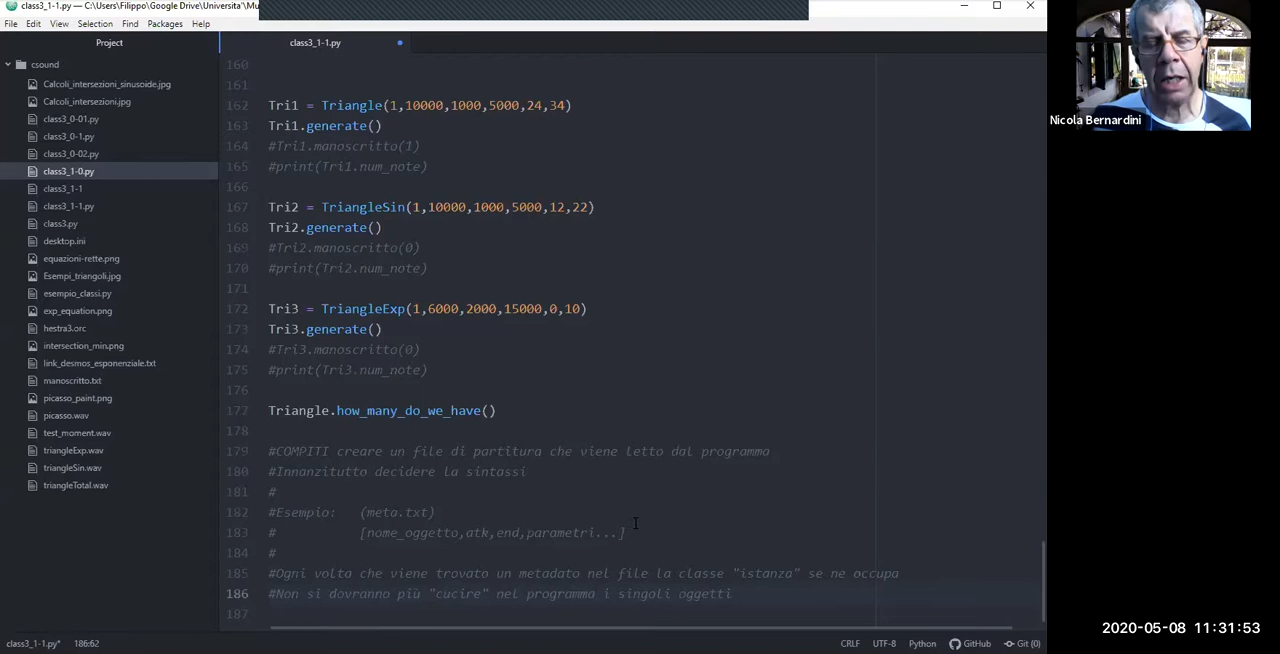 class3_1-1.py — C:\Users\Filippo\Google Drive\Universita'\Mu
File Edit View Selection Find Packages Help
Project
class3_1-1.py
csound
Calcoli_intersezioni_sinusoide.jpg
Calcoli_intersezioni.jpg
class3_0-01.py
class3_0-1.py
class3_0-02.py
class3_1-0.py
class3_1-1
class3_1-1.py
class3.py
desktop.ini
equazioni-rette.png
Esempi_triangoli.jpg
esempio_classi.py
exp_equation.png
hestra3.orc
intersection_min.png
link_desmos_esponenziale.txt
manoscritto.txt
picasso_paint.png
picasso.wav
test_moment.wav
triangleExp.wav
triangleSin.wav
triangleTotal.wav
160
161
162 Tri1 = Triangle(1,10000,1000,5000,24,34)
163 Tri1.generate()
164 #Tri1.manoscritto(1)
165 #print(Tri1.num_note)
166
167 Tri2 = TriangleSin(1,10000,1000,5000,12,22)
168 Tri2.generate()
169 #Tri2.manoscritto(0)
170 #print(Tri2.num_note)
171
172 Tri3 = TriangleExp(1,6000,2000,15000,0,10)
173 Tri3.generate()
174 #Tri3.manoscritto(0)
175 #print(Tri3.num_note)
176
177 Triangle.how_many_do_we_have()
178
179 #COMPITI creare un file di partitura che viene letto dal programma
180 #Innanzitutto decidere la sintassi
181 #
182 #Esempio: (meta.txt)
183 # [nome_oggetto,atk,end,parametri...]
184 #
185 #Ogni volta che viene trovato un metadato nel file la classe "istanza" se ne occupa
186 #Non si dovranno più "cucire" nel programma i singoli oggetti
187
class3_1-1.py* 186:62 CRLF UTF-8 Python GitHub Git (0)
Nicola Bernardini
2020-05-08 11:31:53